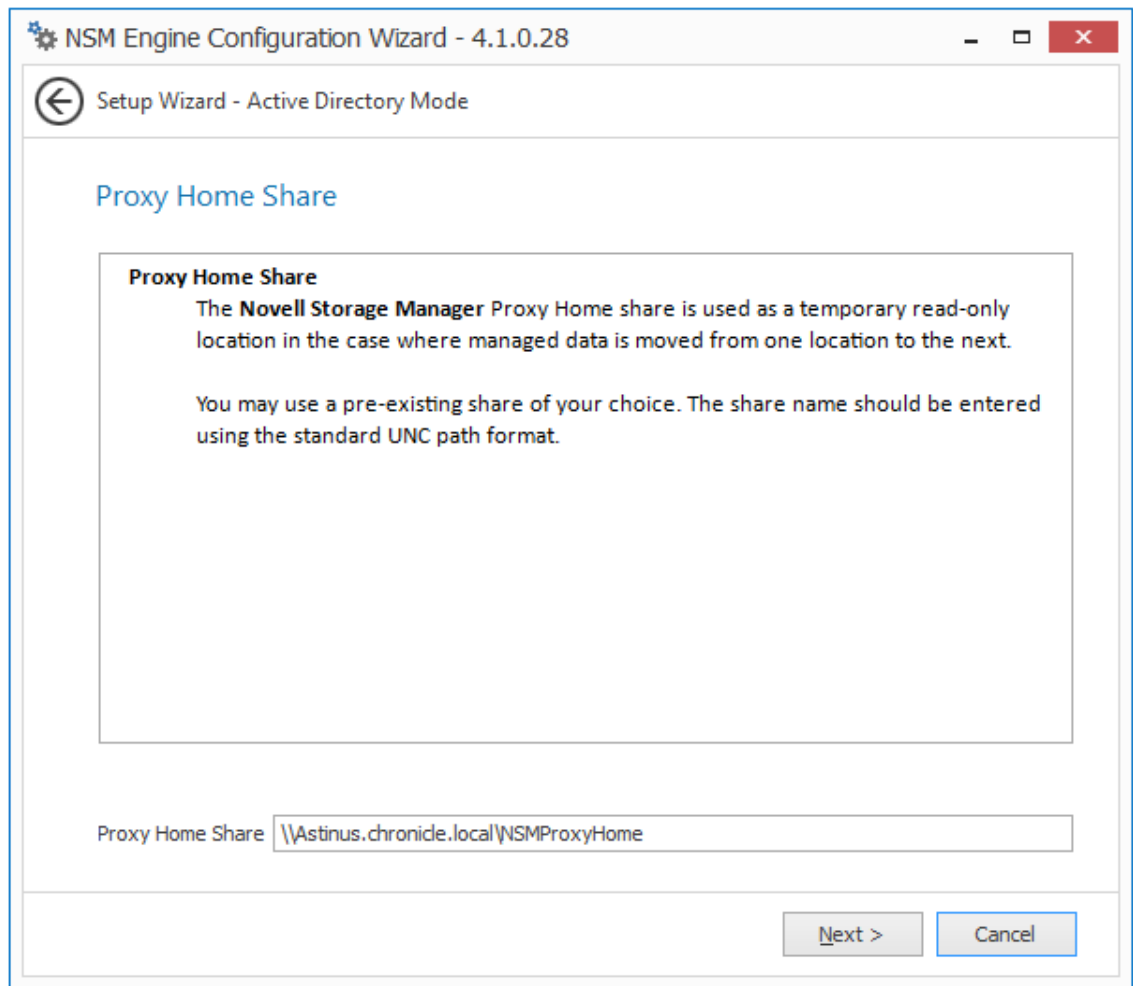 NSM Engine Configuration Wizard - 4.1.0.28
Setup Wizard - Active Directory Mode
Proxy Home Share
Proxy Home Share
The Novell Storage Manager Proxy Home share is used as a temporary read-only
location in the case where managed data is moved from one location to the next.
You may use a pre-existing share of your choice. The share name should be entered
using the standard UNC path format.
Proxy Home Share \\Astinus.chronicle.local\NSMProxyHome
Next >
Cancel